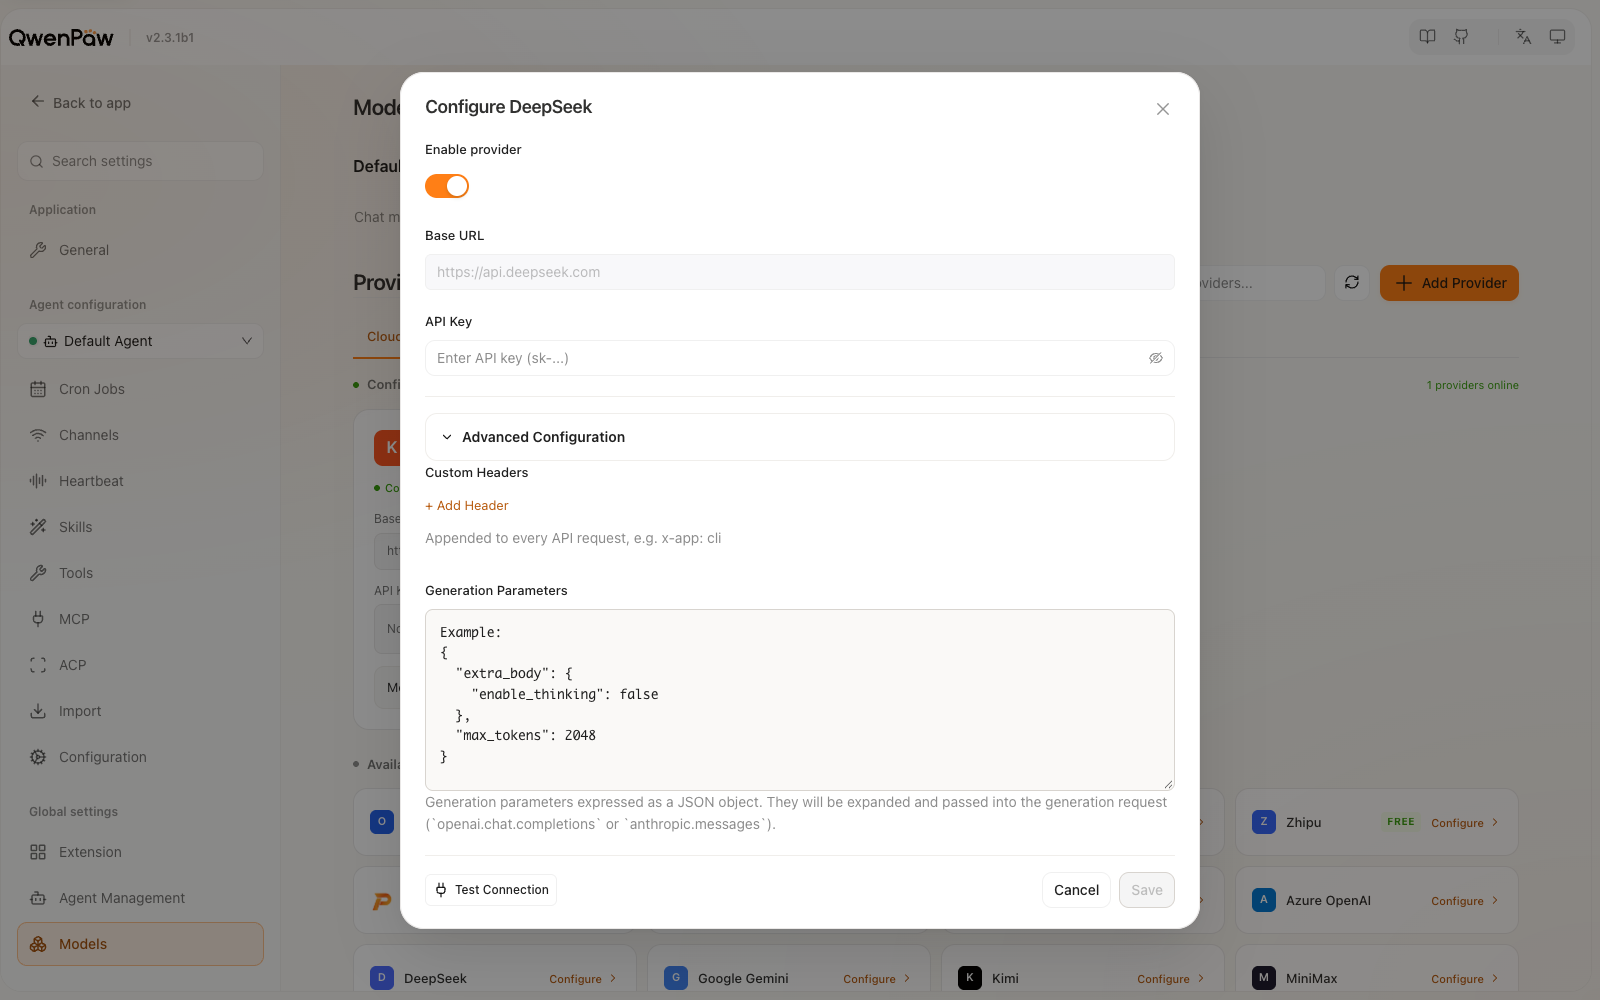 QwenPaw
v2.3.1b1
Back to app
Search settings
Application
General
Agent configuration
Default Agent
Cron Jobs
Channels
Heartbeat
Skills
Tools
MCP
ACP
Import
Configuration
Global settings
Extension
Agent Management
Models
Add Provider
1 providers online
Configure DeepSeek
Enable provider
Base URL
https://api.deepseek.com
API Key
Enter API key (sk-...)
Advanced Configuration
Custom Headers
+ Add Header
Appended to every API request, e.g. x-app: cli
Generation Parameters
Example:
{
"extra_body": {
"enable_thinking": false
},
"max_tokens": 2048
}
Generation parameters expressed as a JSON object. They will be expanded and passed into the generation request
(`openai.chat.completions` or `anthropic.messages`).
Test Connection
Cancel
Save
K
O
Z Zhipu FREE Configure
A Azure OpenAI Configure
D DeepSeek Configure
G Google Gemini Configure
K Kimi Configure
M MiniMax Configure